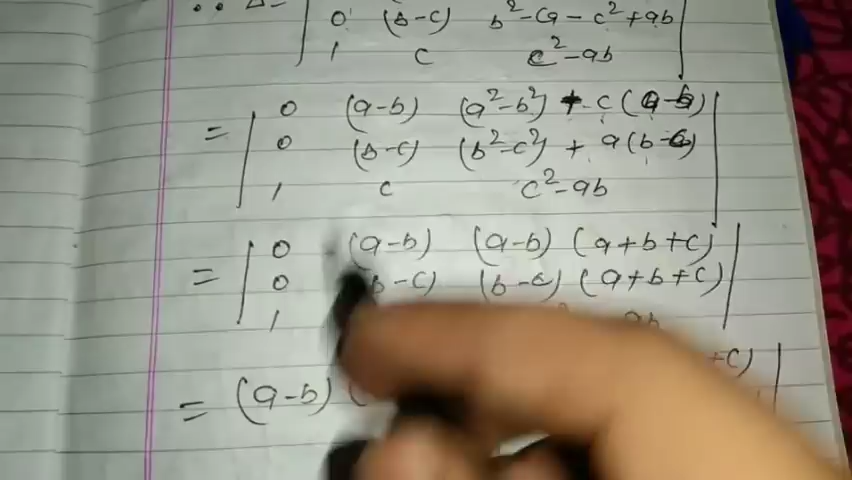 ∴ Δ =
0 (b-c) b²-ca-c²+ab
1 c c²-ab
= | 0 (a-b) (a²-b²)+c(a-b) |
| 0 (b-c) (b²-c²)+a(b-c) |
| 1 c c²-ab |
= | 0 (a-b) (a-b)(a+b+c) |
| 0 b-c) (b-c)(a+b+c) |
| 1 ab |
= (a-b)( +c) |